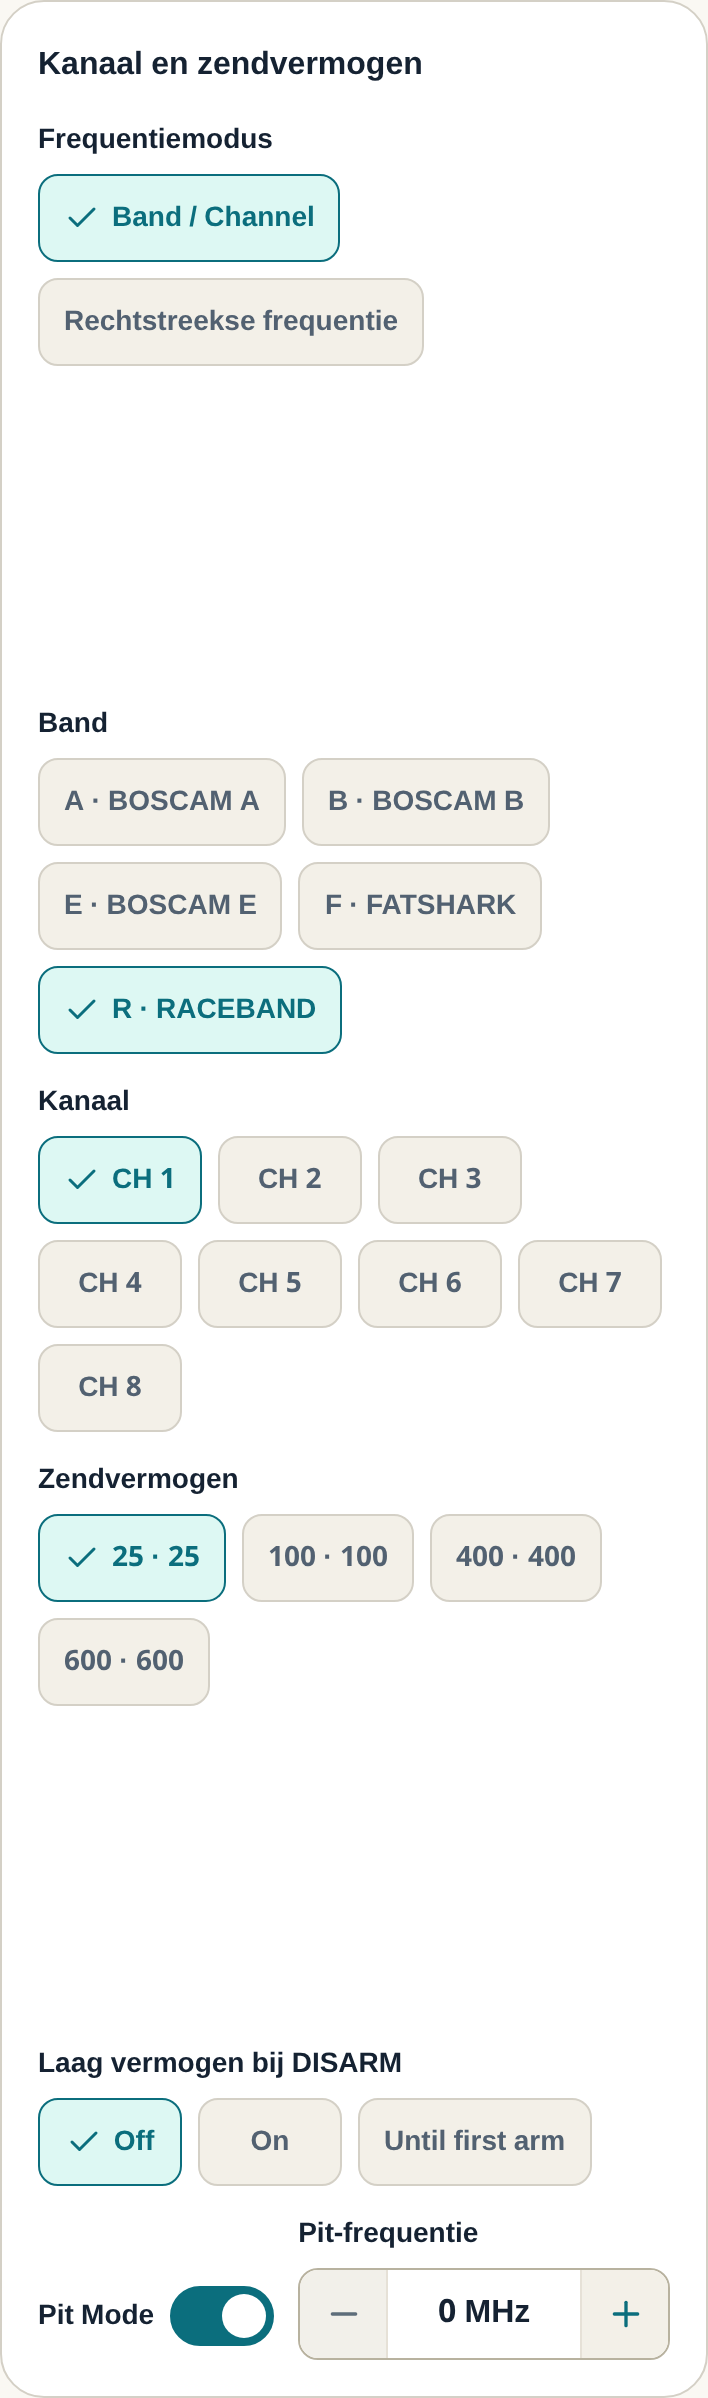 Kanaal en zendvermogen
Frequentiemodus
Band / Channel
Rechtstreekse frequentie
Band
A · BOSCAM A
B · BOSCAM B
E · BOSCAM E
F · FATSHARK
R · RACEBAND
Kanaal
CH 1
CH 2
CH 3
CH 4
CH 5
CH 6
CH 7
CH 8
Zendvermogen
25 · 25
100 · 100
400 · 400
600 · 600
Laag vermogen bij DISARM
Off
On
Until first arm
Pit-frequentie
Pit Mode
0 MHz